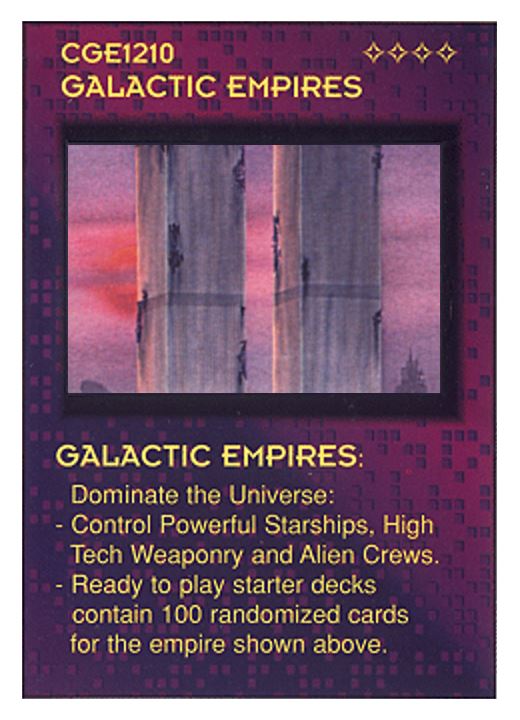 CGE1210
GALACTIC EMPIRES
GALACTIC EMPIRES:
Dominate the Universe:
- Control Powerful Starships, High
Tech Weaponry and Alien Crews.
- Ready to play starter decks
contain 100 randomized cards
for the empire shown above.